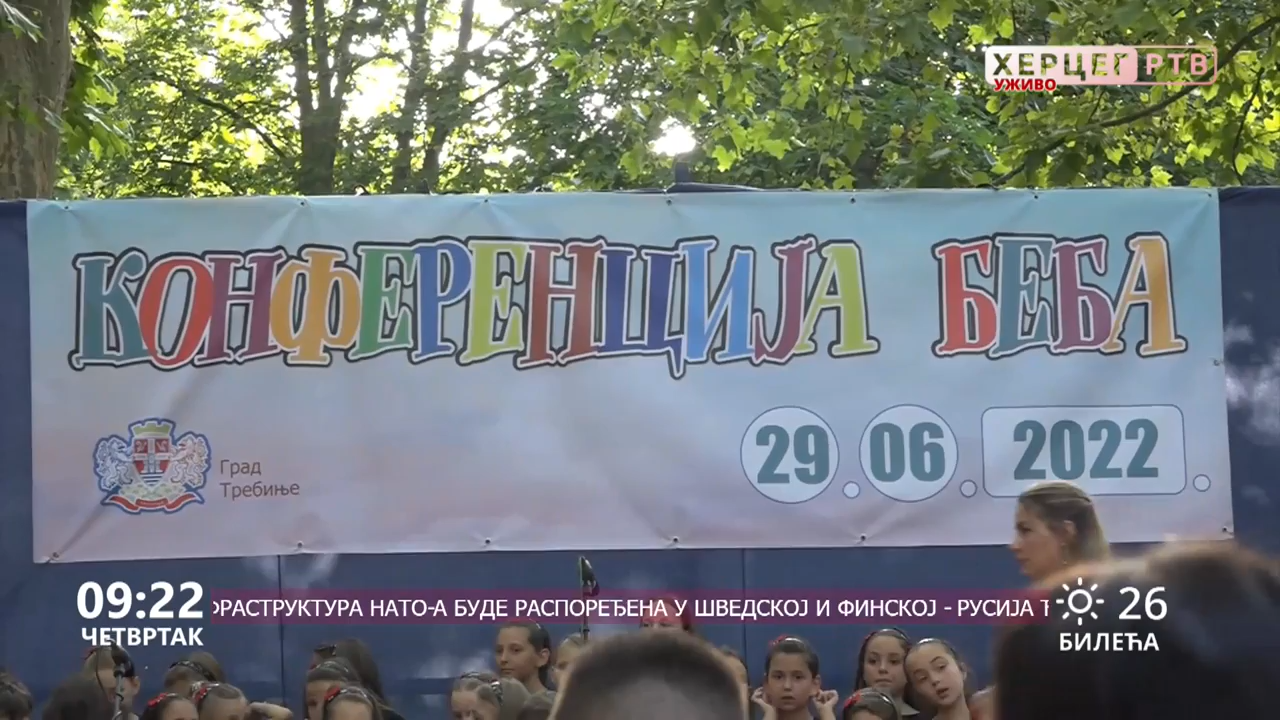 ХЕРЦЕГ РТВ
УЖИВО
КОНФЕРЕНЦИЈА БЕБА
29.06.2022.
Град
Требиње
09:22
ЧЕТВРТАК
ФРАСТРУКТУРА НАТО-А БУДЕ РАСПОРЕЂЕНА У ШВЕДСКОЈ И ФИНСКОЈ - РУСИЈА Ћ
26
БИЛЕЋА